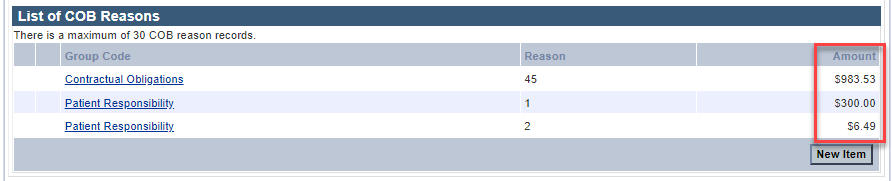 List of COB Reasons
There is a maximum of 30 COB reason records.
Group Code Reason Amount
Contractual Obligations 45 $983.53
Patient Responsibility 1 $300.00
Patient Responsibility 2 $6.49
New Item